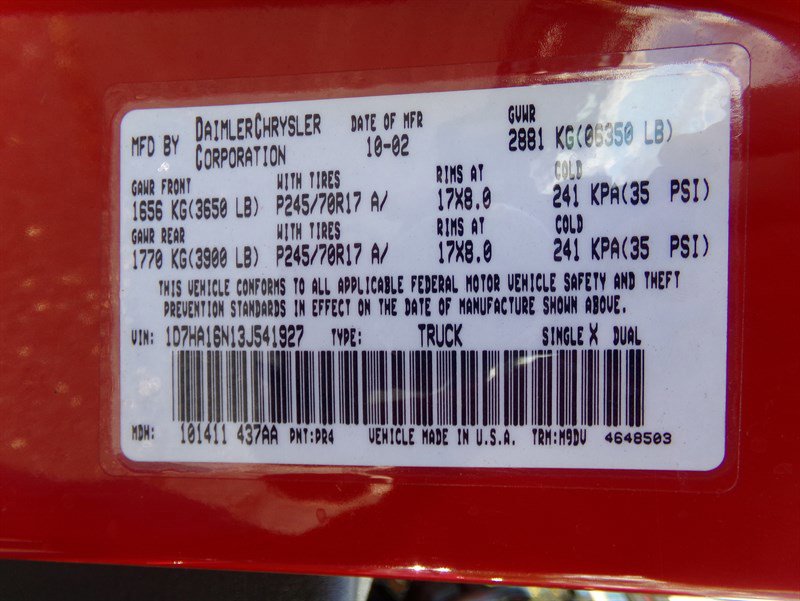 MFD BY DAIMLERCHRYSLER CORPORATION DATE OF MFR 10-02 GVWR 2881 KG(06350 LB)
GAWR FRONT WITH TIRES RIMS AT COLD
1656 KG(3650 LB) P245/70R17 A/ 17X8.0 241 KPA(35 PSI)
GAWR REAR WITH TIRES RIMS AT COLD
1770 KG(3900 LB) P245/70R17 A/ 17X8.0 241 KPA(35 PSI)
THIS VEHICLE CONFORMS TO ALL APPLICABLE FEDERAL MOTOR VEHICLE SAFETY AND THEFT
PREVENTION STANDARDS IN EFFECT ON THE DATE OF MANUFACTURE SHOWN ABOVE.
VIN: 1D7HA16N13J541927 TYPE: TRUCK SINGLE X DUAL
MDH: 101411 437AA PNT:PR4 VEHICLE MADE IN U.S.A. TRM:M9DV 4648503